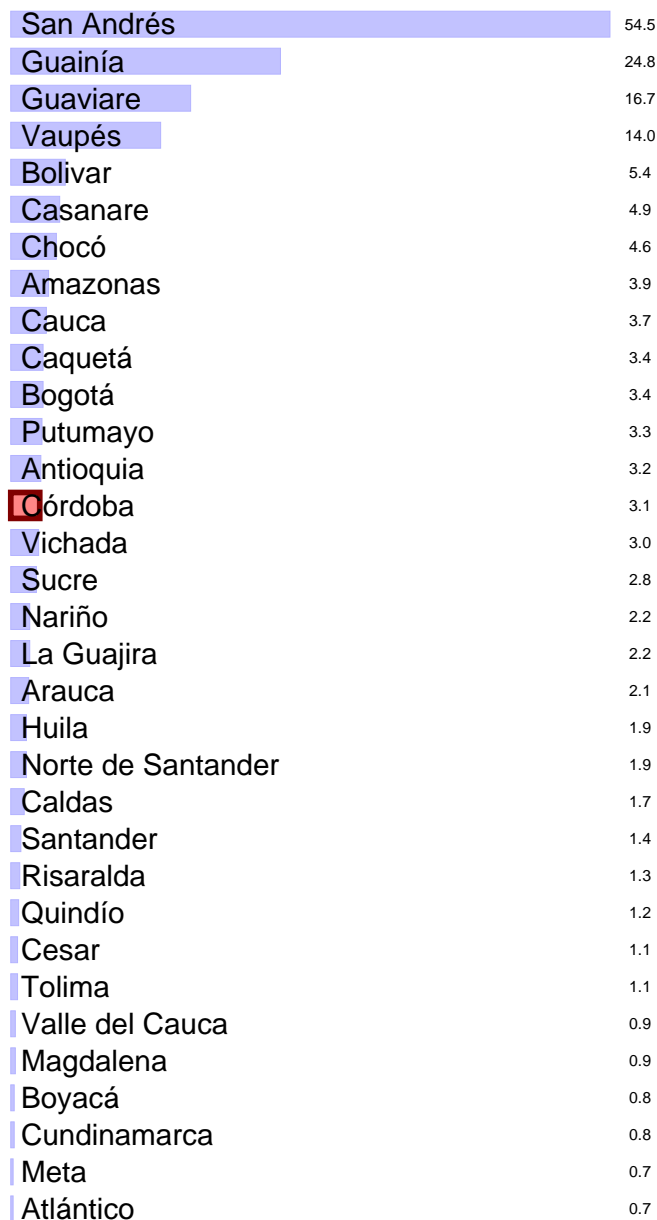 San Andrés 54.5
Guainía 24.8
Guaviare 16.7
Vaupés 14.0
Bolivar 5.4
Casanare 4.9
Chocó 4.6
Amazonas 3.9
Cauca 3.7
Caquetá 3.4
Bogotá 3.4
Putumayo 3.3
Antioquia 3.2
Córdoba 3.1
Vichada 3.0
Sucre 2.8
Nariño 2.2
La Guajira 2.2
Arauca 2.1
Huila 1.9
Norte de Santander 1.9
Caldas 1.7
Santander 1.4
Risaralda 1.3
Quindío 1.2
Cesar 1.1
Tolima 1.1
Valle del Cauca 0.9
Magdalena 0.9
Boyacá 0.8
Cundinamarca 0.8
Meta 0.7
Atlántico 0.7